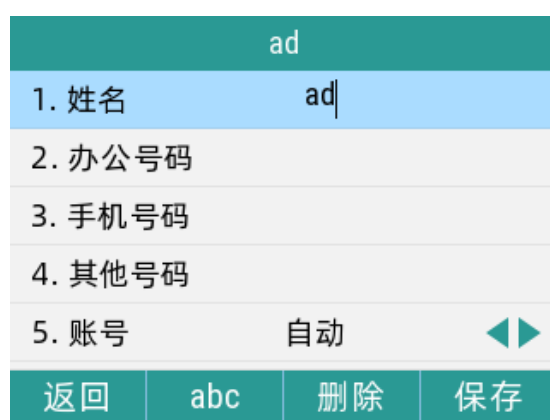 ad
1. 姓名 ad
2. 办公号码
3. 手机号码
4. 其他号码
5. 账号 自动
返回 abc 删除 保存